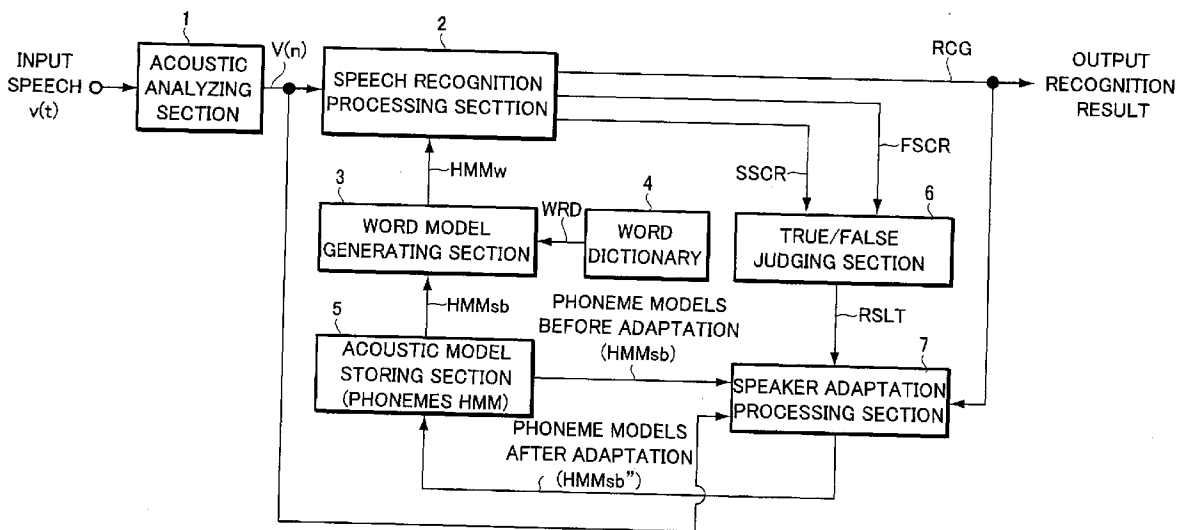 1
2
INPUT
SPEECH
v(t)
ACOUSTIC
ANALYZING
SECTION
V(n)
SPEECH RECOGNITION
PROCESSING SECTTION
RCG
OUTPUT
RECOGNITION
RESULT
FSCR
SSCR
HMMw
3
WORD MODEL
GENERATING SECTION
WRD
4
WORD
DICTIONARY
6
TRUE/FALSE
JUDGING SECTION
HMMsb
RSLT
5
ACOUSTIC MODEL
STORING SECTION
(PHONEMES HMM)
PHONEME MODELS
BEFORE ADAPTATION
(HMMsb)
7
SPEAKER ADAPTATION
PROCESSING SECTION
PHONEME MODELS
AFTER ADAPTATION
(HMMsb”)